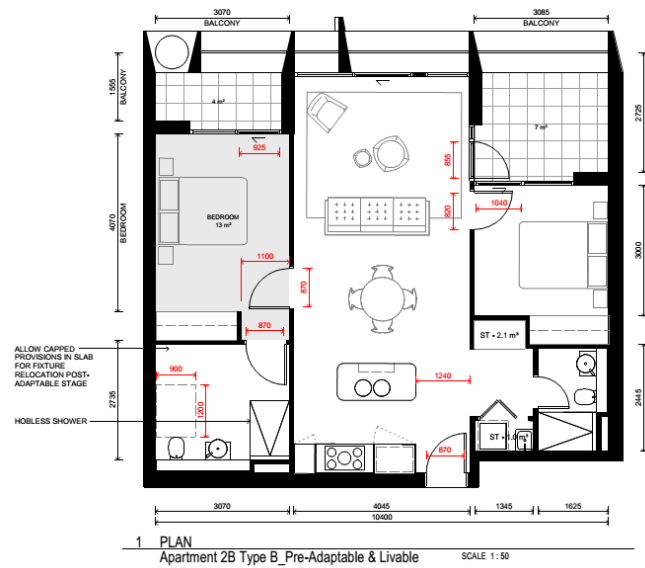 3070
BALCONY
3085
BALCONY
1555
BALCONY
4 m²
7 m²
2725
925
855
820
1040
4070
BEDROOM
BEDROOM
13 m²
1100
870
3000
870
ST - 2.1 m²
ALLOW CAPPED
PROVISIONS IN SLAB
FOR FIXTURE
RELOCATION POST-
ADAPTABLE STAGE
900
1200
1240
2735
2445
HOBLESS SHOWER
870
ST - 1.0 m²
3070
4045
1345
1625
10400
1 PLAN
Apartment 2B Type B_Pre-Adaptable & Livable
SCALE 1 : 50